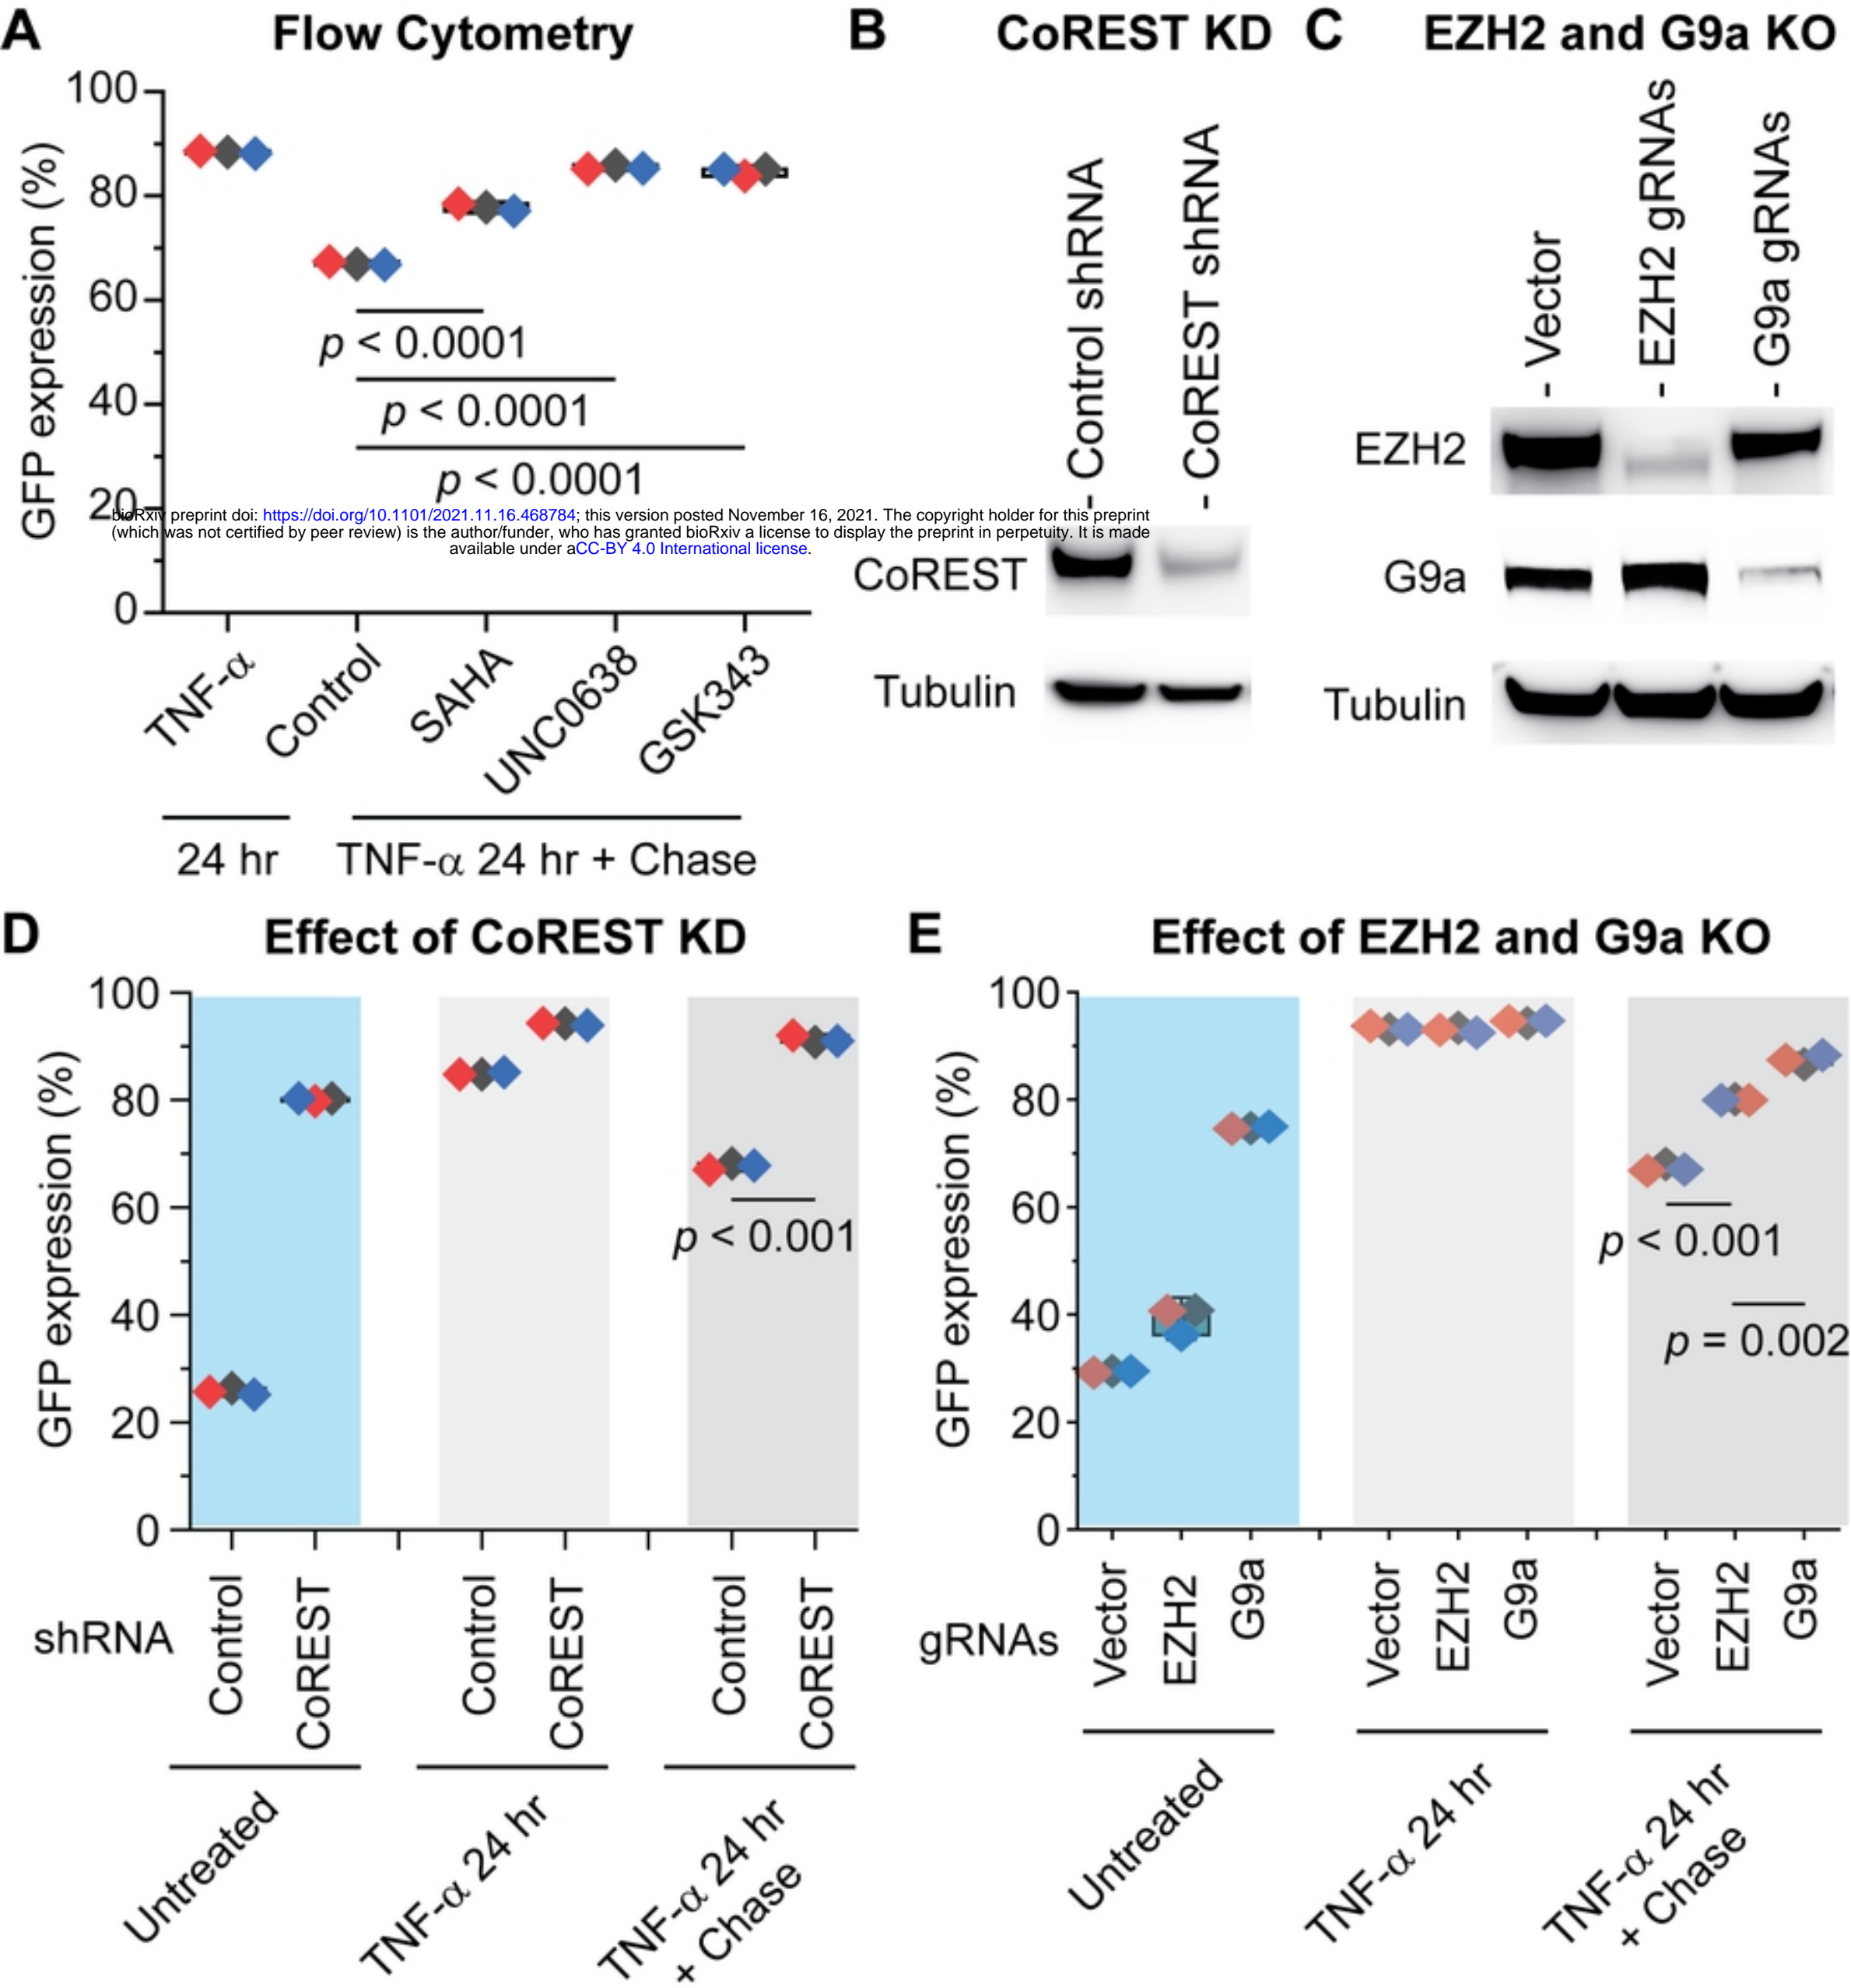 A Flow Cytometry
GFP expression (%)
100
80
60
40
20
0
p < 0.0001
p < 0.0001
p < 0.0001
TNF-α
Control
SAHA
UNC0638
GSK343
24 hr
TNF-α 24 hr + Chase
bioRxiv preprint doi: https://doi.org/10.1101/2021.11.16.468784; this version posted November 16, 2021. The copyright holder for this preprint
(which was not certified by peer review) is the author/funder, who has granted bioRxiv a license to display the preprint in perpetuity. It is made
available under aCC-BY 4.0 International license.
B CoREST KD
- Control shRNA
- CoREST shRNA
CoREST
Tubulin
C EZH2 and G9a KO
- Vector
- EZH2 gRNAs
- G9a gRNAs
EZH2
G9a
Tubulin
D Effect of CoREST KD
GFP expression (%)
100
80
60
40
20
0
p < 0.001
shRNA
Control
CoREST
Control
CoREST
Control
CoREST
Untreated
TNF-α 24 hr
TNF-α 24 hr
+ Chase
E Effect of EZH2 and G9a KO
GFP expression (%)
100
80
60
40
20
0
p < 0.001
p = 0.002
gRNAs
Vector
EZH2
G9a
Vector
EZH2
G9a
Vector
EZH2
G9a
Untreated
TNF-α 24 hr
TNF-α 24 hr
+ Chase